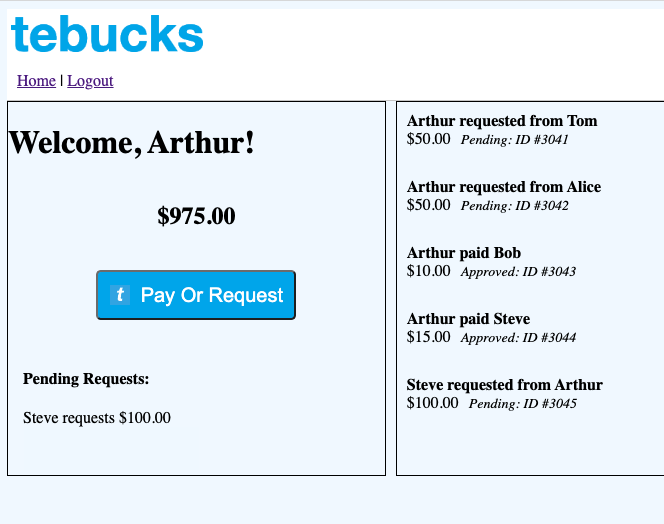 tebucks
Home | Logout
Welcome, Arthur!
$975.00
t Pay Or Request
Pending Requests:
Steve requests $100.00
Arthur requested from Tom
$50.00 Pending: ID #3041
Arthur requested from Alice
$50.00 Pending: ID #3042
Arthur paid Bob
$10.00 Approved: ID #3043
Arthur paid Steve
$15.00 Approved: ID #3044
Steve requested from Arthur
$100.00 Pending: ID #3045